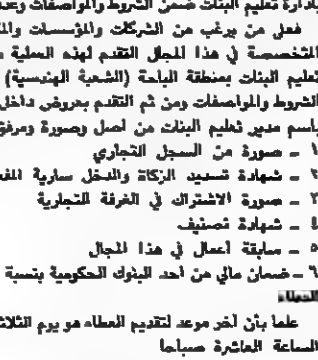 بإدارة تعليم البنات ضمن الشروط والمواصفات
فعلى من يرغب من الشركات والمؤسسات
المتخصصة في هذا المجال التقدم لهذه العملية
تعليم البنات بمنطقة الباحة (الشعبة الهندسية)
الشروط والمواصفات ومن ثم التقدم بعروض داخل
باسم مدير تعليم البنات من أصل وصورة ومرفق
١ - صورة من السجل التجاري
٢ - شهادة تسديد الزكاة والدخل سارية
٣ - صورة الاشتراك في الغرفة التجارية
٤ - شهادة تصنيف
٥ - سابقة أعمال في هذا المجال
٦ - ضمان مالي من أحد البنوك الحكومية بنسبة
العطاء
علما بأن آخر موعد لتقديم العطاء هو يوم الثلاثاء
الساعة العاشرة صباحا